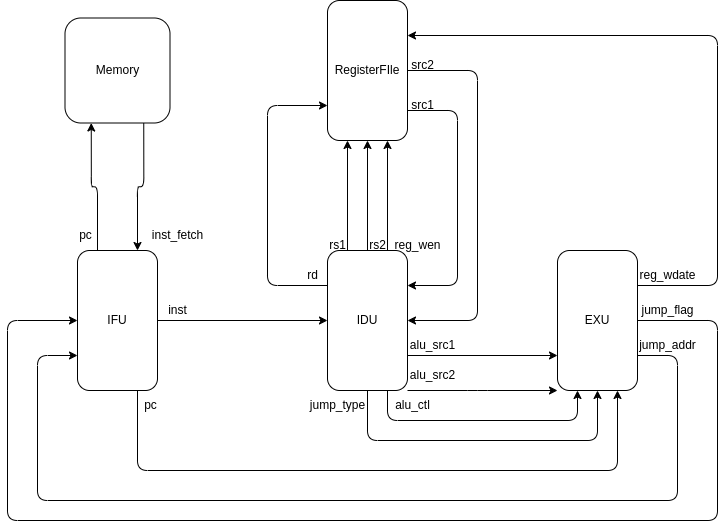 Memory
RegisterFIle
src2
src1
pc
inst_fetch
rs1
rs2
reg_wen
rd
reg_wdate
IFU
inst
IDU
EXU
jump_flag
alu_src1
jump_addr
alu_src2
pc
jump_type
alu_ctl